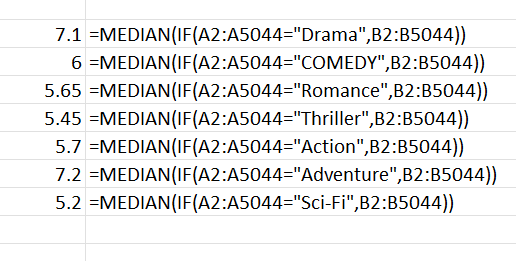 7.1 =MEDIAN(IF(A2:A5044="Drama",B2:B5044))
6 =MEDIAN(IF(A2:A5044="COMEDY",B2:B5044))
5.65 =MEDIAN(IF(A2:A5044="Romance",B2:B5044))
5.45 =MEDIAN(IF(A2:A5044="Thriller",B2:B5044))
5.7 =MEDIAN(IF(A2:A5044="Action",B2:B5044))
7.2 =MEDIAN(IF(A2:A5044="Adventure",B2:B5044))
5.2 =MEDIAN(IF(A2:A5044="Sci-Fi",B2:B5044))